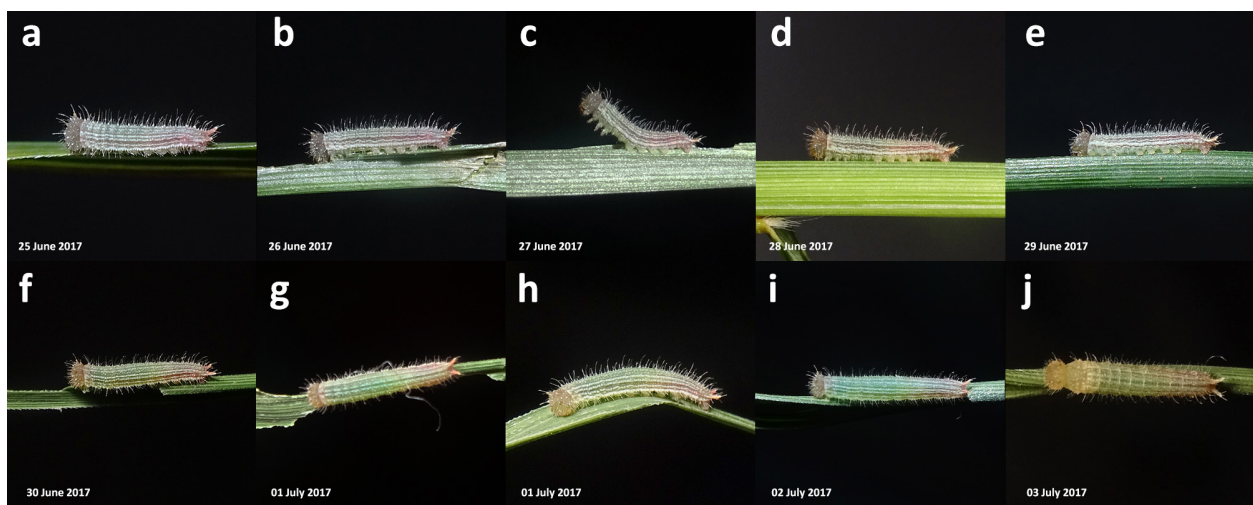 a
b
c
d
e
25 June 2017
26 June 2017
27 June 2017
28 June 2017
29 June 2017
f
g
h
i
j
30 June 2017
01 July 2017
01 July 2017
02 July 2017
03 July 2017